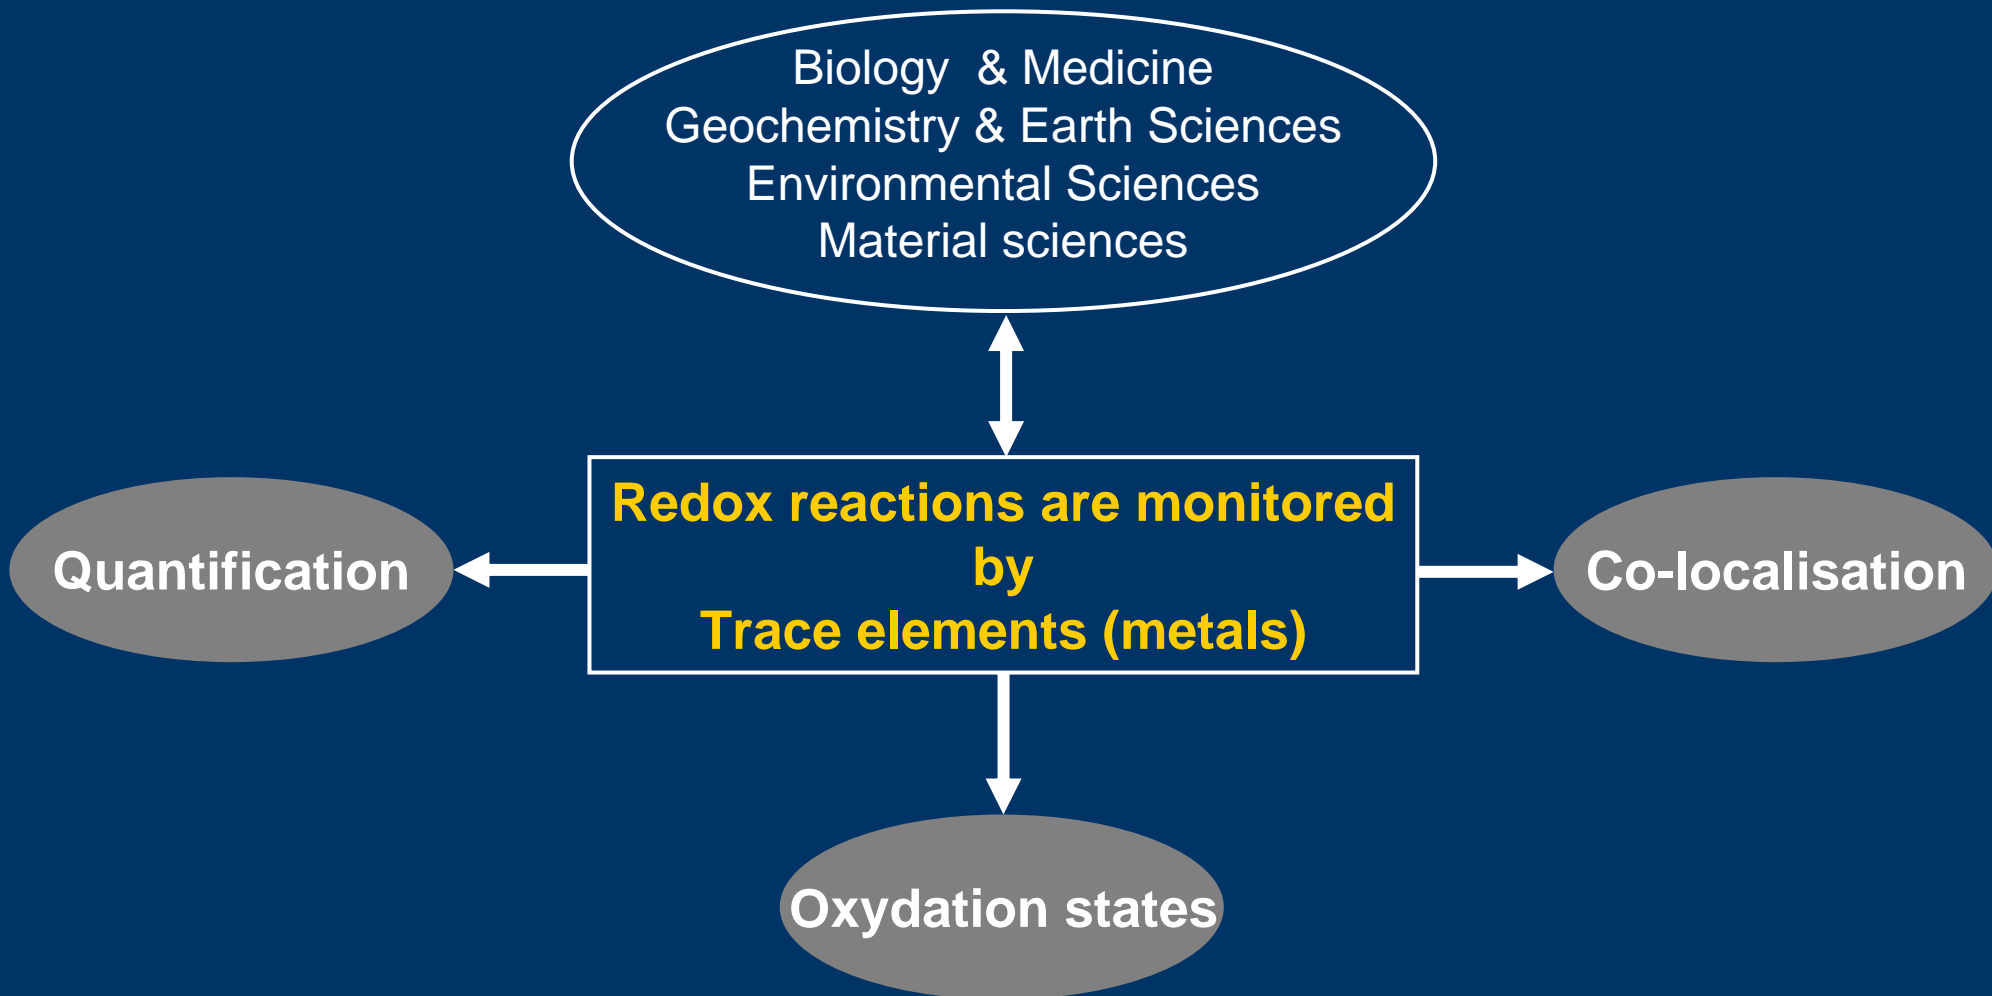 Biology & Medicine
Geochemistry & Earth Sciences
Environmental Sciences
Material sciences
Redox reactions are monitored
by
Trace elements (metals)
Quantification
Co-localisation
Oxydation states